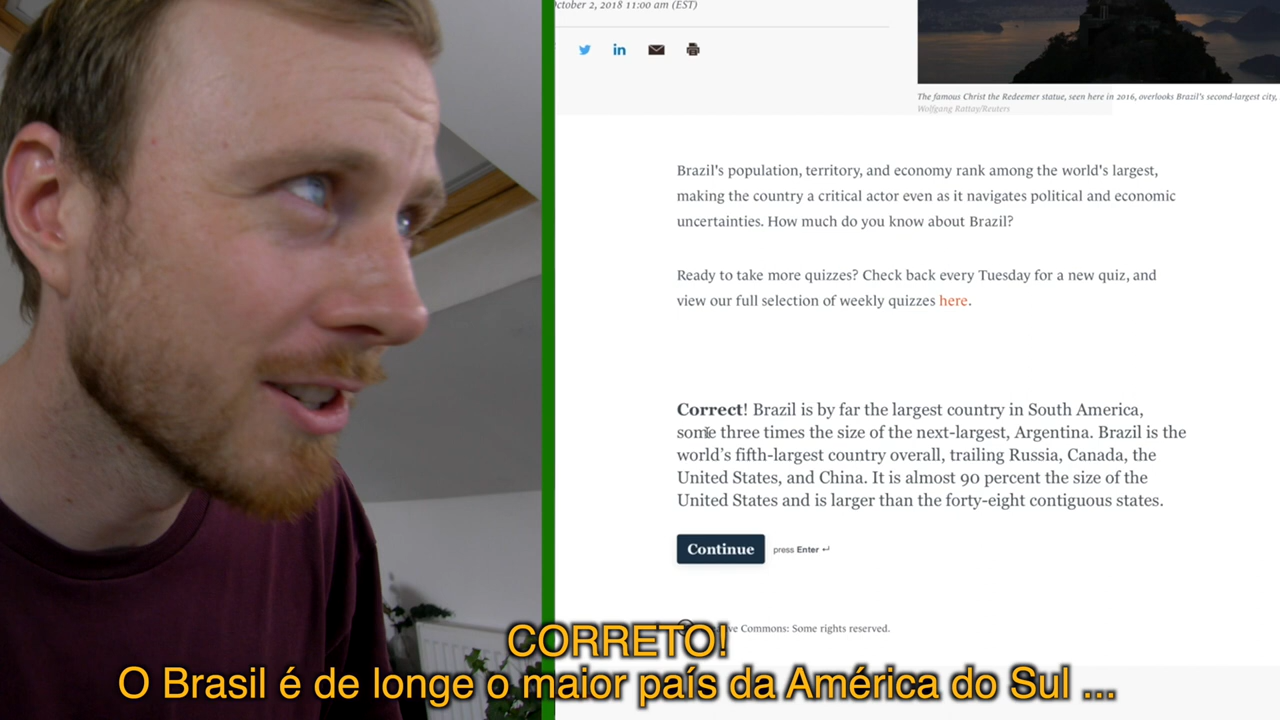 ctober 2, 2018 11:00 am (EST)
The famous Christ the Redeemer statue, seen here in 2016, overlooks Brazil's second-largest city,
Wolfgang Rattay/Reuters
Brazil's population, territory, and economy rank among the world's largest,
making the country a critical actor even as it navigates political and economic
uncertainties. How much do you know about Brazil?
Ready to take more quizzes? Check back every Tuesday for a new quiz, and
view our full selection of weekly quizzes here.
Correct! Brazil is by far the largest country in South America,
some three times the size of the next-largest, Argentina. Brazil is the
world's fifth-largest country overall, trailing Russia, Canada, the
United States, and China. It is almost 90 percent the size of the
United States and is larger than the forty-eight contiguous states.
Continue press Enter ↵
ve Commons: Some rights reserved.
CORRETO!
O Brasil é de longe o maior país da América do Sul ...